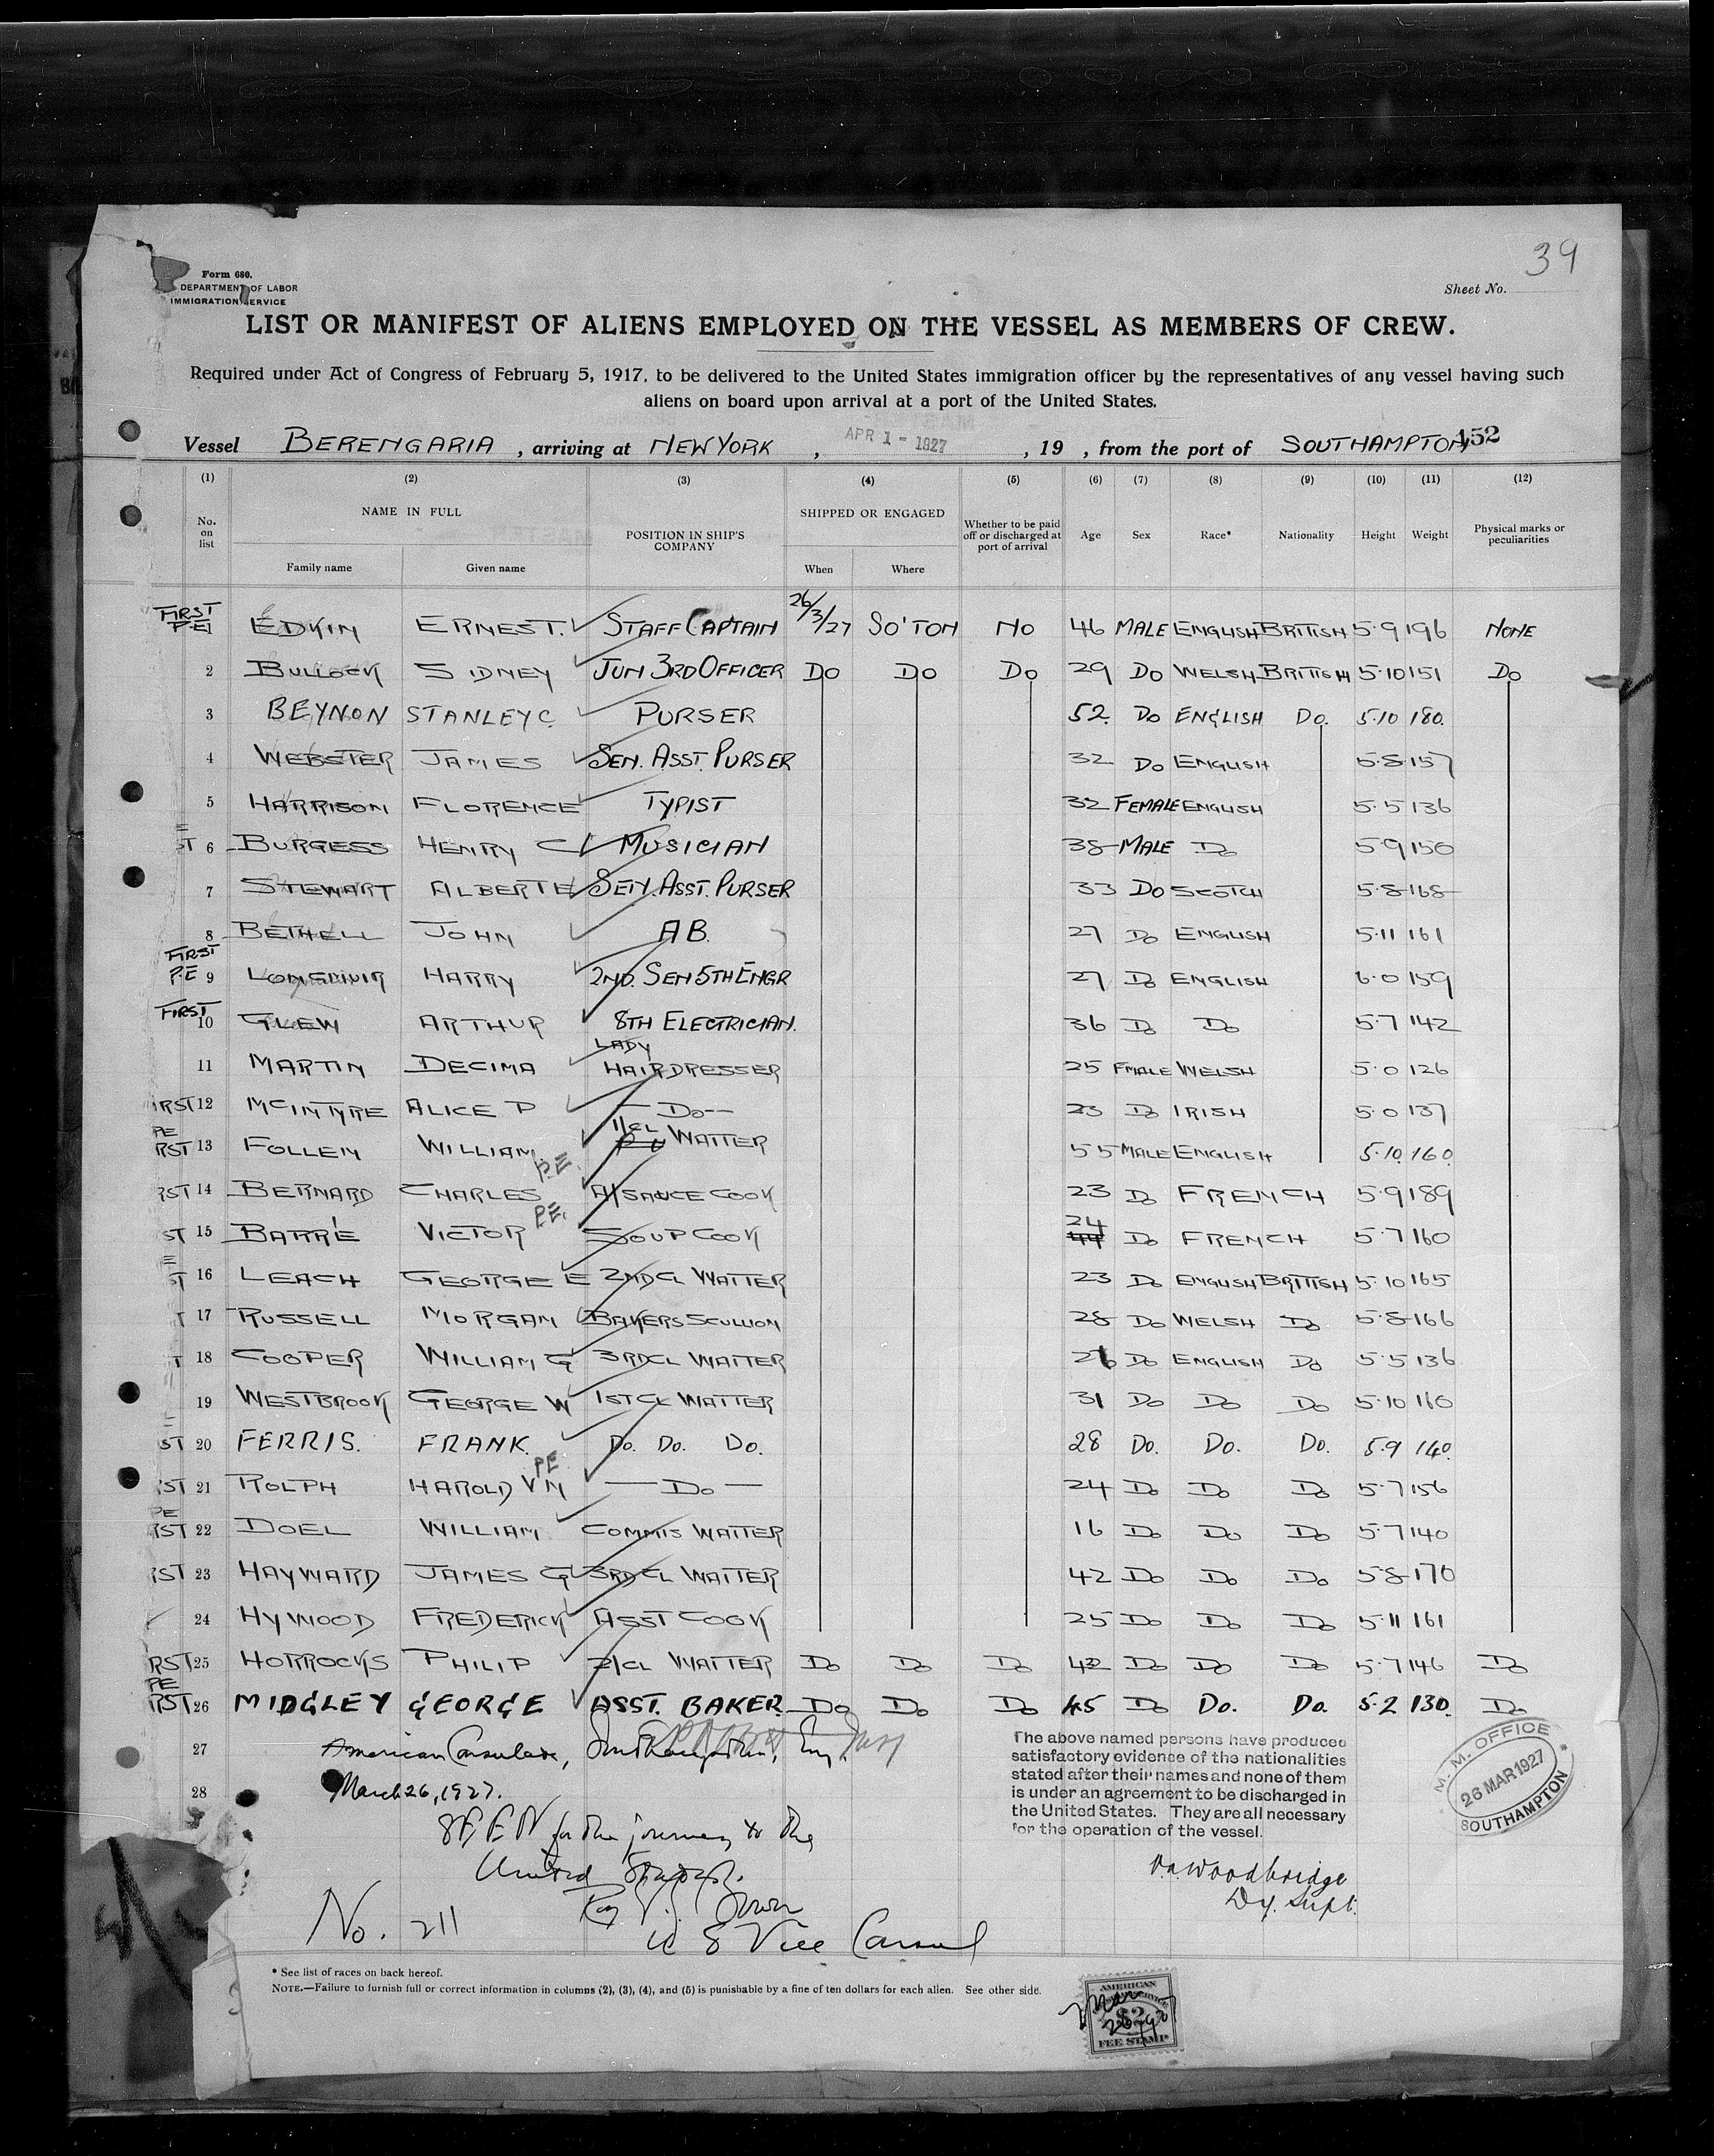 39
Form 680.
DEPARTMENT OF LABOR
IMMIGRATION SERVICE
Sheet No.
LIST OR MANIFEST OF ALIENS EMPLOYED ON THE VESSEL AS MEMBERS OF CREW.
Required under Act of Congress of February 5, 1917, to be delivered to the United States immigration officer by the representatives of any vessel having such
aliens on board upon arrival at a port of the United States.
Vessel BERENGARIA, arriving at NEW YORK, APR 1 - 1927, 19 , from the port of SOUTHAMPTON 152
(1) (2) (3) (4) (5) (6) (7) (8) (9) (10) (11) (12)
No. on list NAME IN FULL Family name Given name POSITION IN SHIP'S COMPANY SHIPPED OR ENGAGED When Where Whether to be paid off or discharged at port of arrival Age Sex Race* Nationality Height Weight Physical marks or peculiarities
FIRST P.E. 1 EDKIN ERNEST. STAFF CAPTAIN 26/3/27 SO'TON NO 46 MALE ENGLISH BRITISH 5.9 196 NONE
2 BULLOCK SIDNEY JUN 3RD OFFICER DO DO DO 29 DO WELSH BRITISH 5.10 151 DO
3 BEYNON STANLEY C. PURSER 52. DO ENGLISH DO. 5.10 180.
4 WEBSTER JAMES SEN. ASST. PURSER 32 DO ENGLISH 5.8 157
5 HARRISON FLORENCE TYPIST 32 FEMALE ENGLISH 5.5 136
ST 6 BURGESS HENRY C MUSICIAN 38 MALE DO 5.9 150
7 STEWART ALBERT E SEN. ASST. PURSER 33 DO SCOTCH 5.8 168
8 BETHELL JOHN AB. 27 DO ENGLISH 5.11 161
FIRST P.E 9 HARRY 2ND. SEN 5TH ENGR 27 DO ENGLISH 6.0 159
FIRST 10 GLEW ARTHUR 8TH ELECTRICIAN. 36 DO DO 5.7 142
11 MARTIN DECIMA LADY HAIRDRESSER 25 FMALE WELSH 5.0 126
IRST 12 MCINTYRE ALICE P — DO — 23 DO IRISH 5.0 137
PE RST 13 FOLLEN WILLIAM 1/CL WAITER 55 MALE ENGLISH 5.10. 160.
RST 14 BERNARD CHARLES P.E. A/SAUCE COOK 23 DO FRENCH 5.9 189
ST 15 BARRÉ VICTOR P.E. SOUP COOK 24 DO FRENCH 5.7 160
ST 16 LEACH GEORGE E 2ND CL WAITER 23 DO ENGLISH BRITISH 5.10 165
T 17 RUSSELL MORGAN BAKERS SCULLION 28 DO WELSH DO 5.8 166
T 18 COOPER WILLIAM G 3RD CL WAITER 26 DO ENGLISH DO 5.5 136
19 WESTBROOK GEORGE W 1ST CL WAITER 31 DO DO DO 5.10 160
ST 20 FERRIS. FRANK. DO. DO. DO. 28 DO. DO. DO. 5.9 140.
IST 21 ROLPH HAROLD V M PE — DO — 24 DO DO DO 5.7 156
PE RST 22 DOEL WILLIAM COMMIS WAITER 16 DO DO DO 5.7 140
RST 23 HAYWARD JAMES G 3RD CL WAITER 42 DO DO DO 5.8 170
24 HYWOOD FREDERICK ASST COOK 25 DO DO DO 5.11 161
RST 25 HORROCKS PHILIP 2/CL WAITER DO DO DO 42 DO DO DO 5.7 146 DO
PE RST 26 MIDGLEY GEORGE ASST. BAKER DO DO DO 45 DO DO. DO. 5.2 130. DO
27 American Consulate, Southampton, Eng.
28 March 26, 1927.
SEEN for the journey to the
United States.
No. 211
U S Vice Consul
The above named persons have produced
satisfactory evidence of the nationalities
stated after their names and none of them
is under an agreement to be discharged in
the United States. They are all necessary
for the operation of the vessel.
Woodbridge
Dy. Supt.
M. M. OFFICE
26 MAR 1927
SOUTHAMPTON
* See list of races on back hereof.
NOTE.—Failure to furnish full or correct information in columns (2), (3), (4), and (5) is punishable by a fine of ten dollars for each alien. See other side.
AMERICAN
$2
FEE STAMP